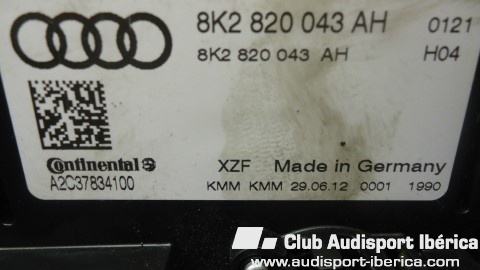 8K2 820 043 AH 0121
8K2 820 043 AH H04
Continental
A2C37834100
XZF Made in Germany
KMM KMM 29.06.12 0001 1990
Club Audisport Ibérica
www.audisport-iberica.com